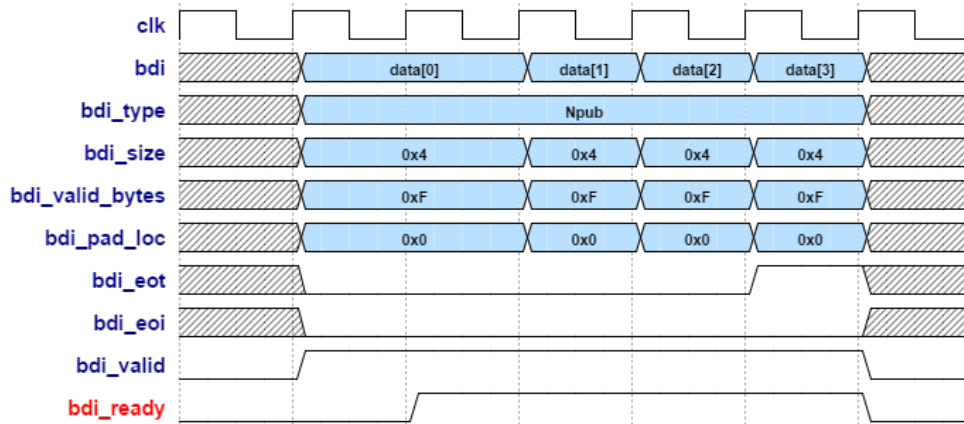 clk
bdi data[0] data[1] data[2] data[3]
bdi_type Npub
bdi_size 0x4 0x4 0x4 0x4
bdi_valid_bytes 0xF 0xF 0xF 0xF
bdi_pad_loc 0x0 0x0 0x0 0x0
bdi_eot
bdi_eoi
bdi_valid
bdi_ready